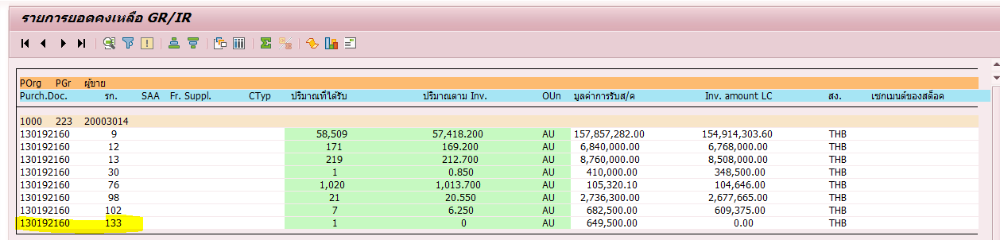 รายการยอดคงเหลือ GR/IR
POrg PGr ผู้ขาย
Purch.Doc. รก. SAA Fr. Suppl. CTyp ปริมาณที่ได้รับ ปริมาณตาม Inv. OUn มูลค่าการรับส/ค Inv. amount LC สง. เซกเมนต์ของสต็อค
1000 223 20003014
130192160 9 58,509 57,418.200 AU 157,857,282.00 154,914,303.60 THB
130192160 12 171 169.200 AU 6,840,000.00 6,768,000.00 THB
130192160 13 219 212.700 AU 8,760,000.00 8,508,000.00 THB
130192160 30 1 0.850 AU 410,000.00 348,500.00 THB
130192160 76 1,020 1,013.700 AU 105,320.10 104,646.00 THB
130192160 98 21 20.550 AU 2,736,300.00 2,677,665.00 THB
130192160 102 7 6.250 AU 682,500.00 609,375.00 THB
130192160 133 1 0 AU 649,500.00 0.00 THB